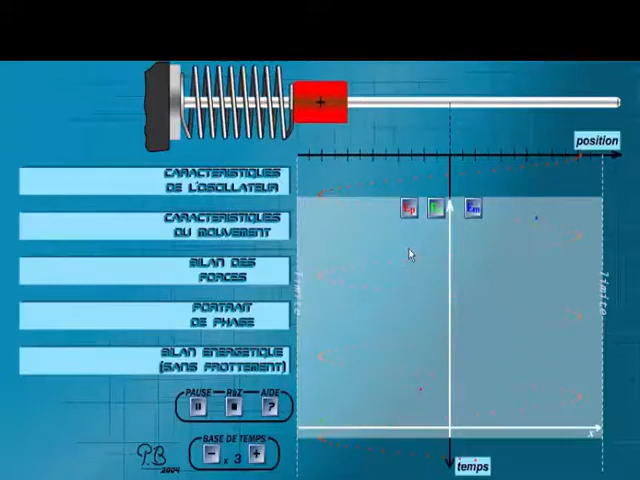 position
CARACTERISTIQUES
DE L'OSCILLATEUR
CARACTERISTIQUES
DU MOUVEMENT
BILAN DES
FORCES
PORTRAIT
DE PHASE
BILAN ENERGETIQUE
(SANS FROTTEMENT)
Ep
Em
limite
limite
PAUSE RàZ AIDE
?
BASE DE TEMPS
- x 3 +
P.B
2004
x
temps